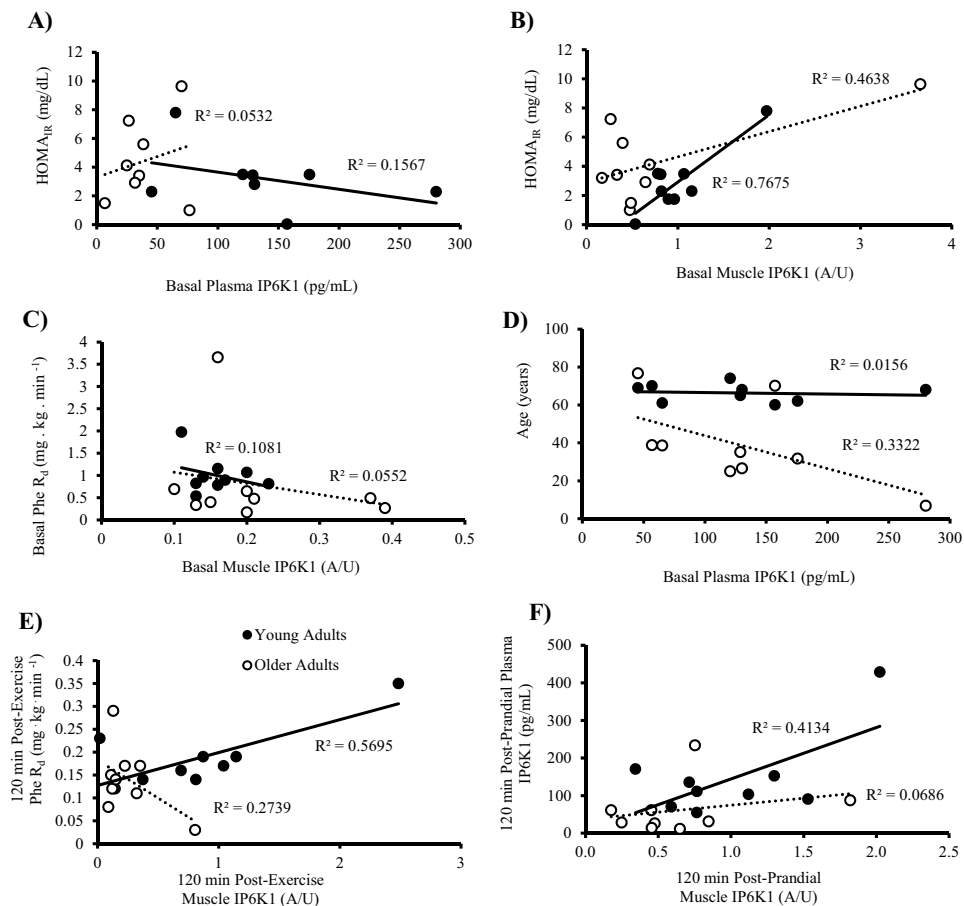 A)
HOMA_IR (mg/dL)
12
10
8
6
4
2
0
R² = 0.0532
R² = 0.1567
0 50 100 150 200 250 300
Basal Plasma IP6K1 (pg/mL)
B)
HOMA_IR (mg/dL)
12
10
8
6
4
2
0
R² = 0.4638
R² = 0.7675
0 1 2 3 4
Basal Muscle IP6K1 (A/U)
C)
Basal Phe R_d (mg . kg . min ⁻¹)
4
3.5
3
2.5
2
1.5
1
0.5
0
R² = 0.1081
R² = 0.0552
0 0.1 0.2 0.3 0.4 0.5
Basal Muscle IP6K1 (A/U)
D)
Age (years)
100
80
60
40
20
0
R² = 0.0156
R² = 0.3322
0 50 100 150 200 250 300
Basal Plasma IP6K1 (pg/mL)
E)
Young Adults
Older Adults
120 min Post-Exercise
Phe R_d (mg · kg · min ⁻¹)
0.4
0.35
0.3
0.25
0.2
0.15
0.1
0.05
0
R² = 0.5695
R² = 0.2739
0 1 2 3
120 min Post-Exercise
Muscle IP6K1 (A/U)
F)
120 min Post-Prandial Plasma
IP6K1 (pg/mL)
500
400
300
200
100
0
R² = 0.4134
R² = 0.0686
0.0 0.5 1.0 1.5 2.0 2.5
120 min Post-Prandial
Muscle IP6K1 (A/U)